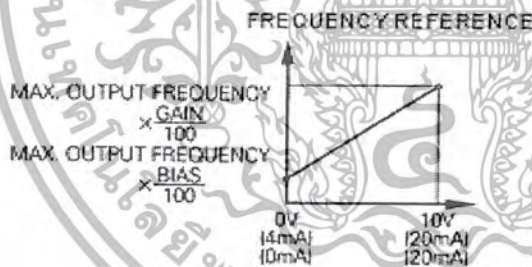 FREQUENCY REFERENCE
MAX. OUTPUT FREQUENCY
× GAIN
100
MAX. OUTPUT FREQUENCY
× BIAS
100
0V 10V
(4mA) (20mA)
(0mA) (20mA)